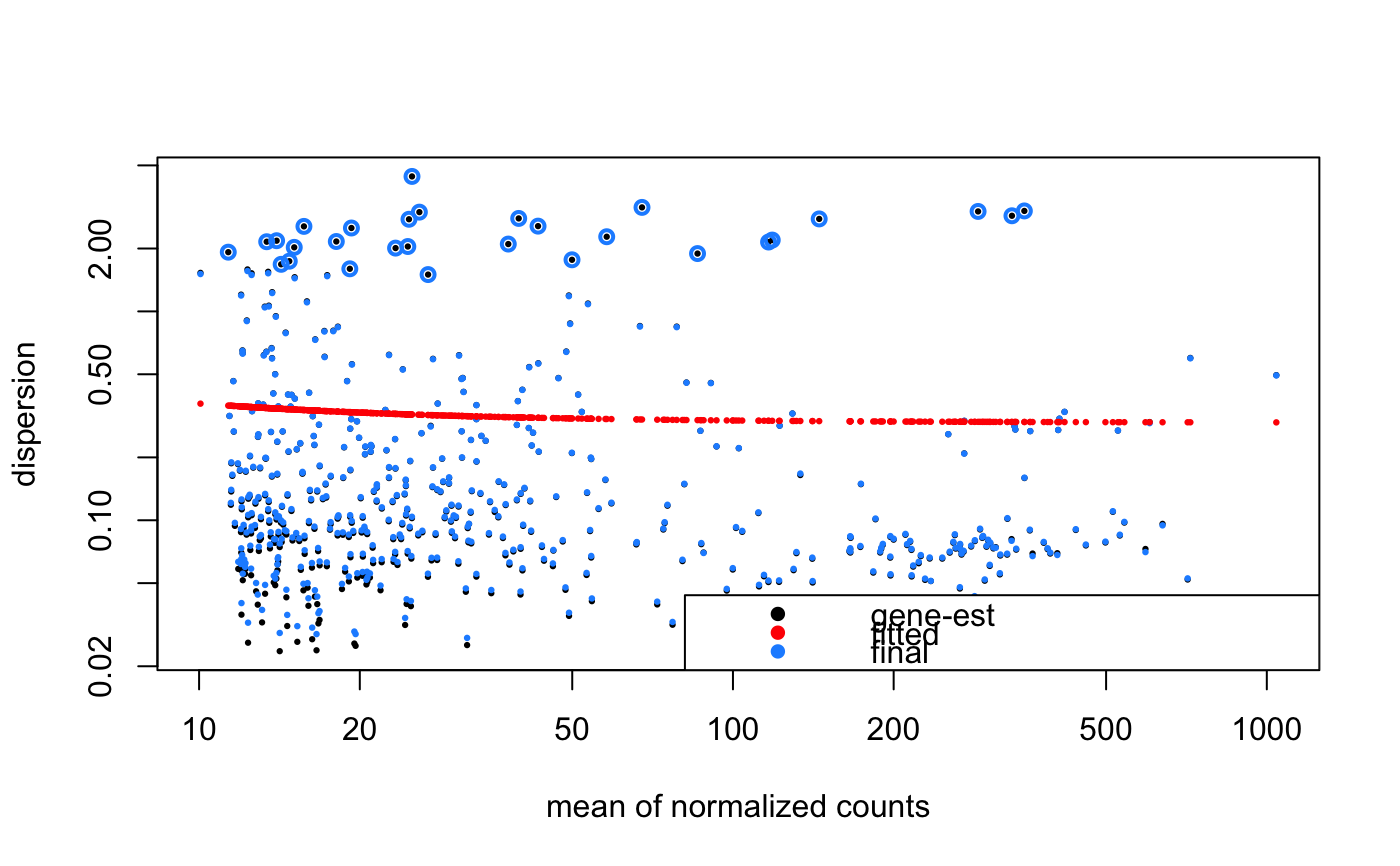 dispersion
2.00
0.50
0.10
0.02
gene-est
fitted
final
10 20 50 100 200 500 1000
mean of normalized counts